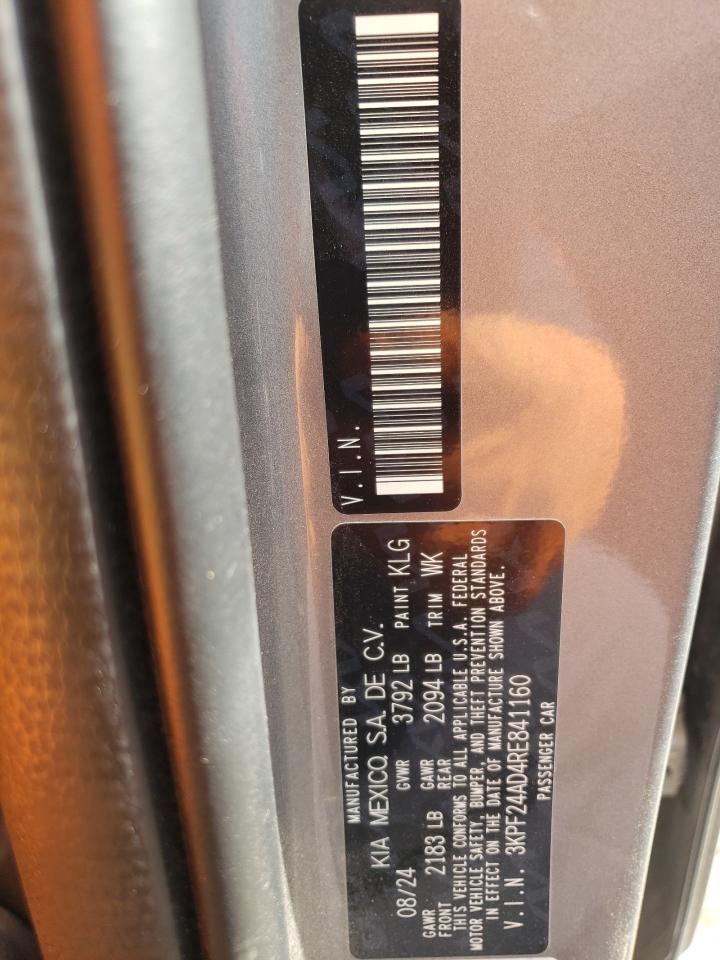 V.I.N.
MANUFACTURED BY
KIA MEXICO, S.A. DE C.V.
08/24 GVWR 3792 LB PAINT KLG
GAWR FRONT 2183 LB GAWR REAR 2094 LB TRIM WK
THIS VEHICLE CONFORMS TO ALL APPLICABLE U.S.A. FEDERAL
MOTOR VEHICLE SAFETY, BUMPER, AND THEFT PREVENTION STANDARDS
IN EFFECT ON THE DATE OF MANUFACTURE SHOWN ABOVE.
V.I.N. 3KPF24AD4RE841160
PASSENGER CAR